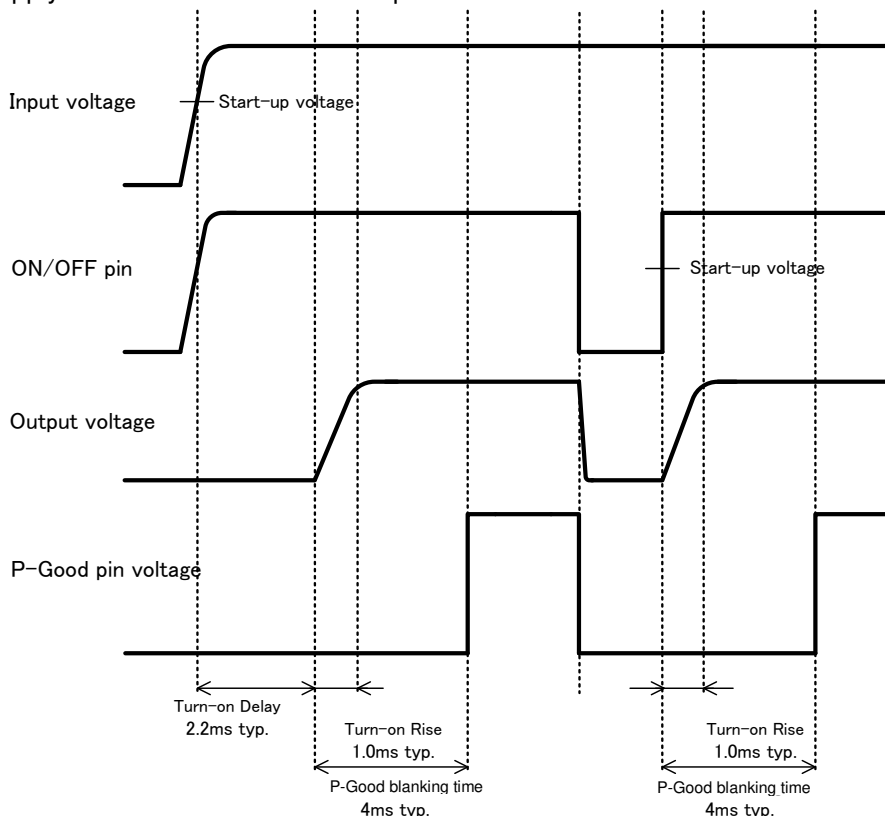 Input voltage
Start-up voltage
ON/OFF pin
Start-up voltage
Output voltage
P-Good pin voltage
Turn-on Delay
2.2ms typ.
Turn-on Rise
1.0ms typ.
Turn-on Rise
1.0ms typ.
P-Good blanking time
4ms typ.
P-Good blanking time
4ms typ.